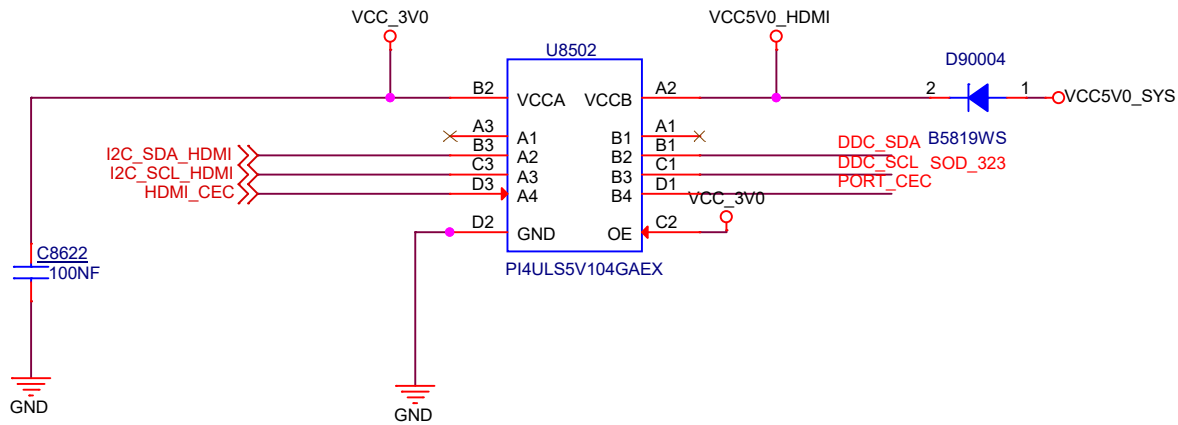 VCC_3V0
VCC5V0_HDMI
U8502
D90004
B2
VCCA
VCCB
A2
2
1
VCC5V0_SYS
A3
A1
B1
A1
B5819WS
I2C_SDA_HDMI
B3
A2
B2
B1
DDC_SDA
I2C_SCL_HDMI
C3
A3
B3
C1
DDC_SCL
SOD_323
HDMI_CEC
D3
A4
B4
D1
PORT_CEC
VCC_3V0
D2
GND
OE
C2
C8622
100NF
PI4ULS5V104GAEX
GND
GND